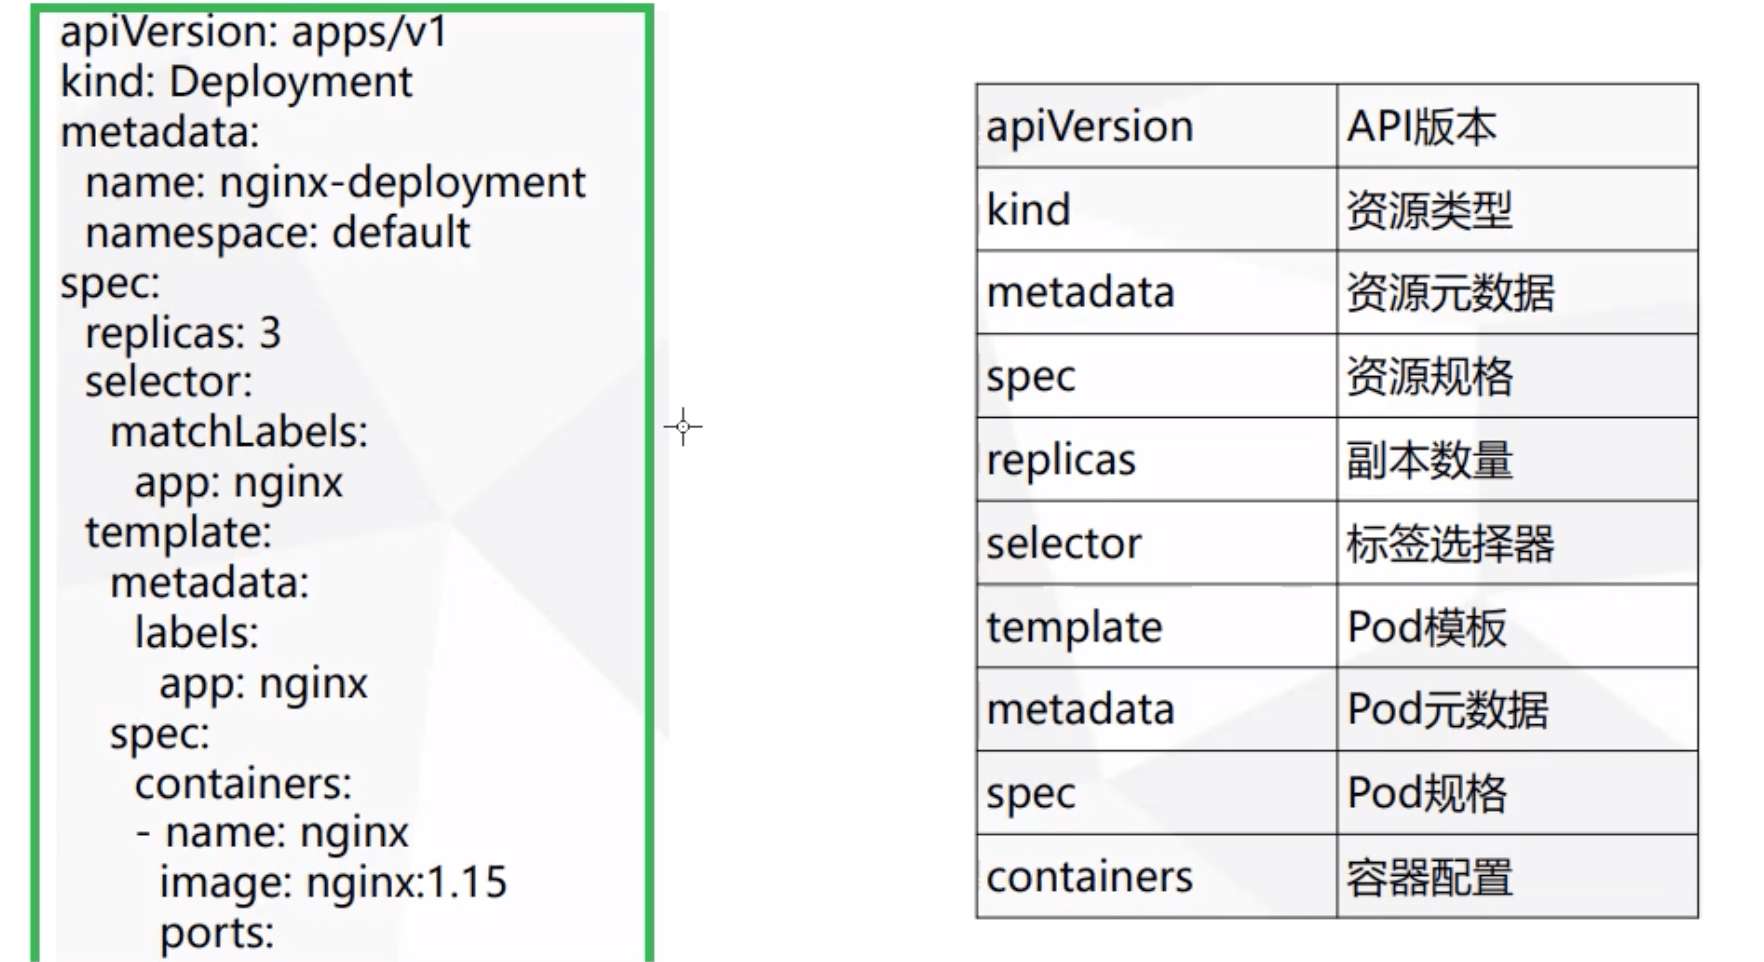 apiVersion: apps/v1
kind: Deployment
metadata:
  name: nginx-deployment
  namespace: default
spec:
  replicas: 3
  selector:
    matchLabels:
      app: nginx
  template:
    metadata:
      labels:
        app: nginx
    spec:
      containers:
      - name: nginx
        image: nginx:1.15
        ports:
apiVersion API版本
kind 资源类型
metadata 资源元数据
spec 资源规格
replicas 副本数量
selector 标签选择器
template Pod模板
metadata Pod元数据
spec Pod规格
containers 容器配置